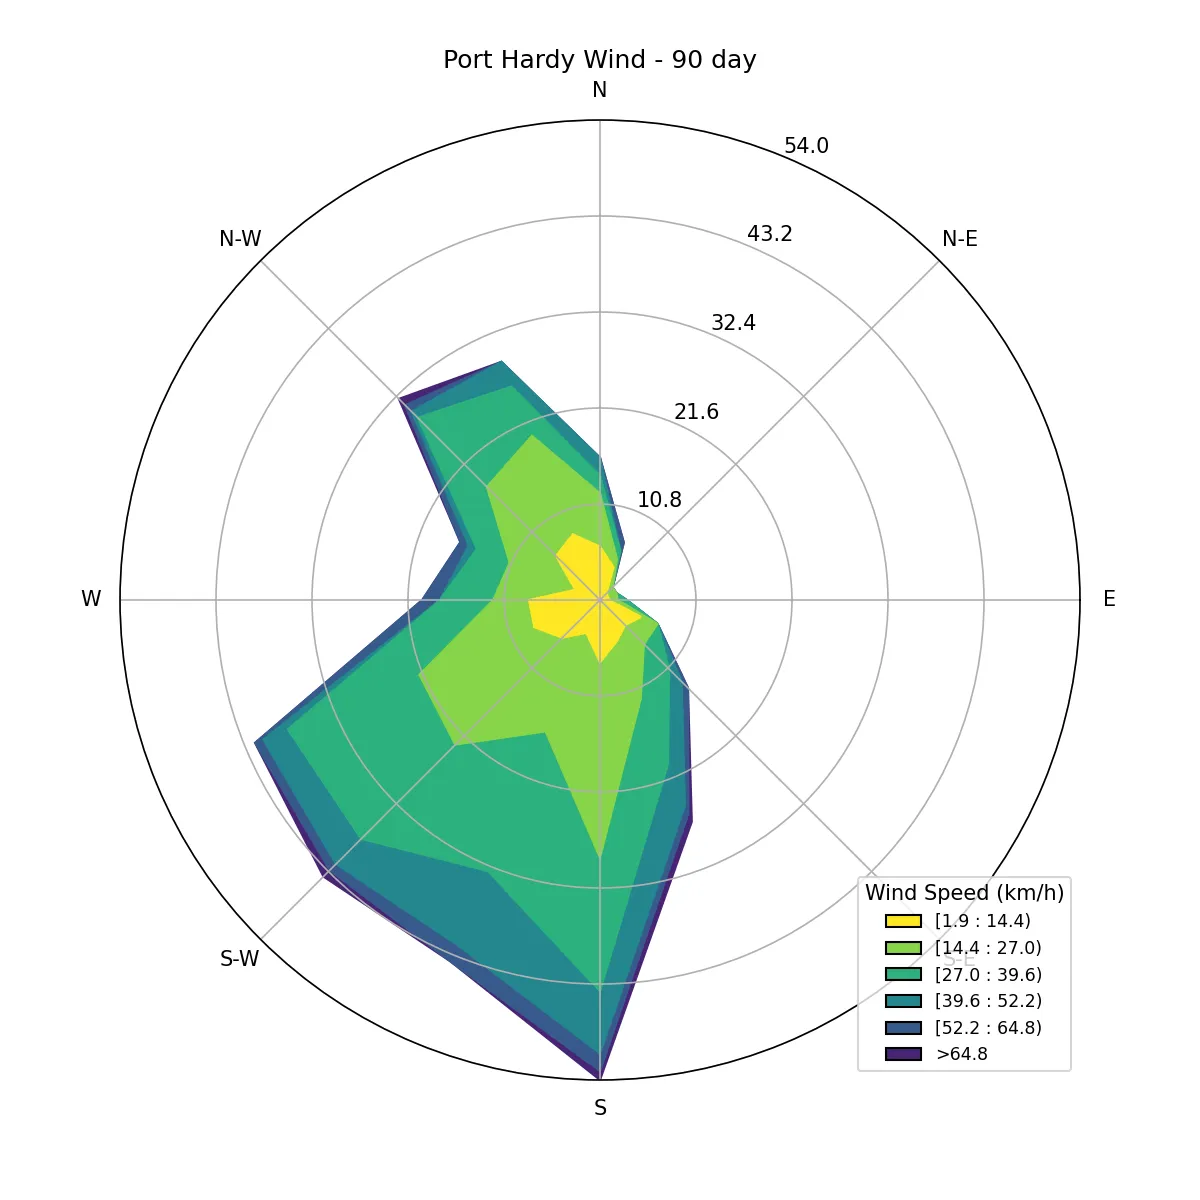 Port Hardy Wind - 90 day
N
54.0
N-W
43.2
N-E
32.4
21.6
10.8
W
E
S-W
S-E
S
Wind Speed (km/h)
[1.9 : 14.4)
[14.4 : 27.0)
[27.0 : 39.6)
[39.6 : 52.2)
[52.2 : 64.8)
>64.8